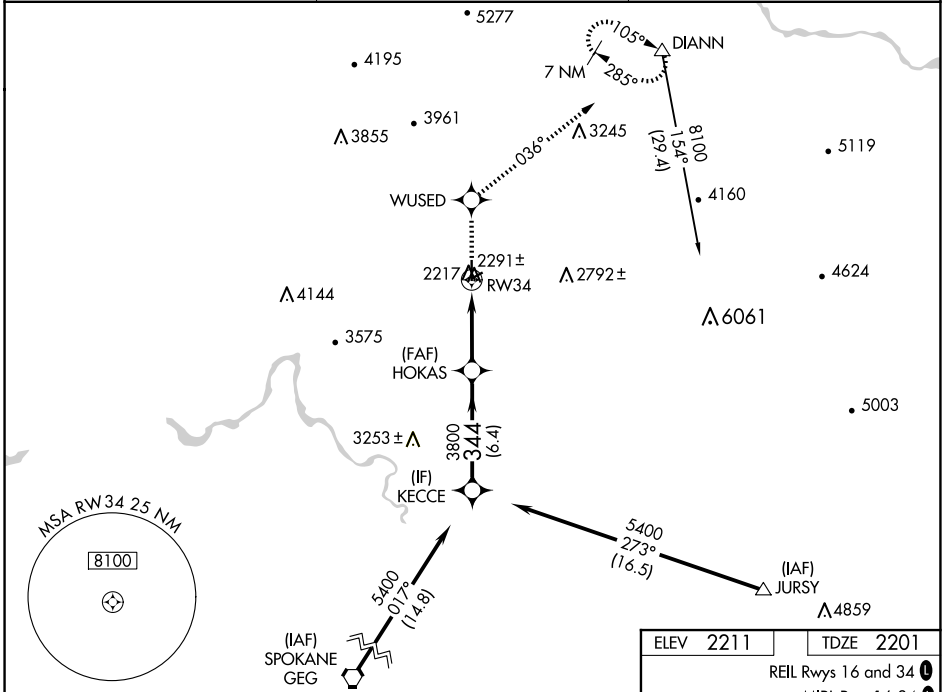 5277
105°
DIANN
4195
7 NM
285°
3961
3855
3245
8100
154°
(29.4)
036°
5119
4160
WUSED
2291±
2217
RW34
2792±
4624
4144
6061
3575
(FAF)
HOKAS
5003
3253±
3800
344
(6.4)
(IF)
KECCE
MSA RW34 25 NM
8100
5400
273°
(16.5)
(IAF)
JURSY
5400
017°
(14.8)
4859
(IAF)
SPOKANE
GEG
ELEV 2211
TDZE 2201
REIL Rwys 16 and 34 L